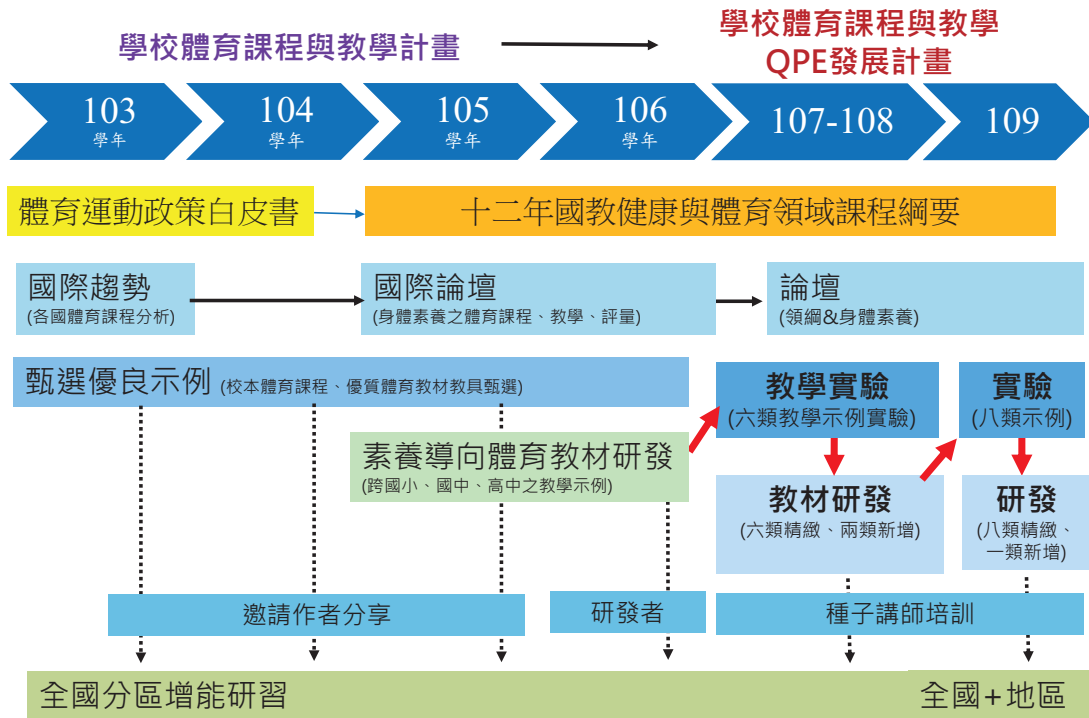 學校體育課程與教學計畫
學校體育課程與教學
QPE發展計畫
103
學年
104
學年
105
學年
106
學年
107-108
109
體育運動政策白皮書
十二年國教健康與體育領域課程綱要
國際趨勢
(各國體育課程分析)
國際論壇
(身體素養之體育課程、教學、評量)
論壇
(領綱&身體素養)
甄選優良示例 (校本體育課程、優質體育教材教具甄選)
教學實驗
(六類教學示例實驗)
實驗
(八類示例)
素養導向體育教材研發
(跨國小、國中、高中之教學示例)
教材研發
(六類精緻、兩類新增)
研發
(八類精緻、
一類新增)
邀請作者分享
研發者
種子講師培訓
全國分區增能研習
全國+地區